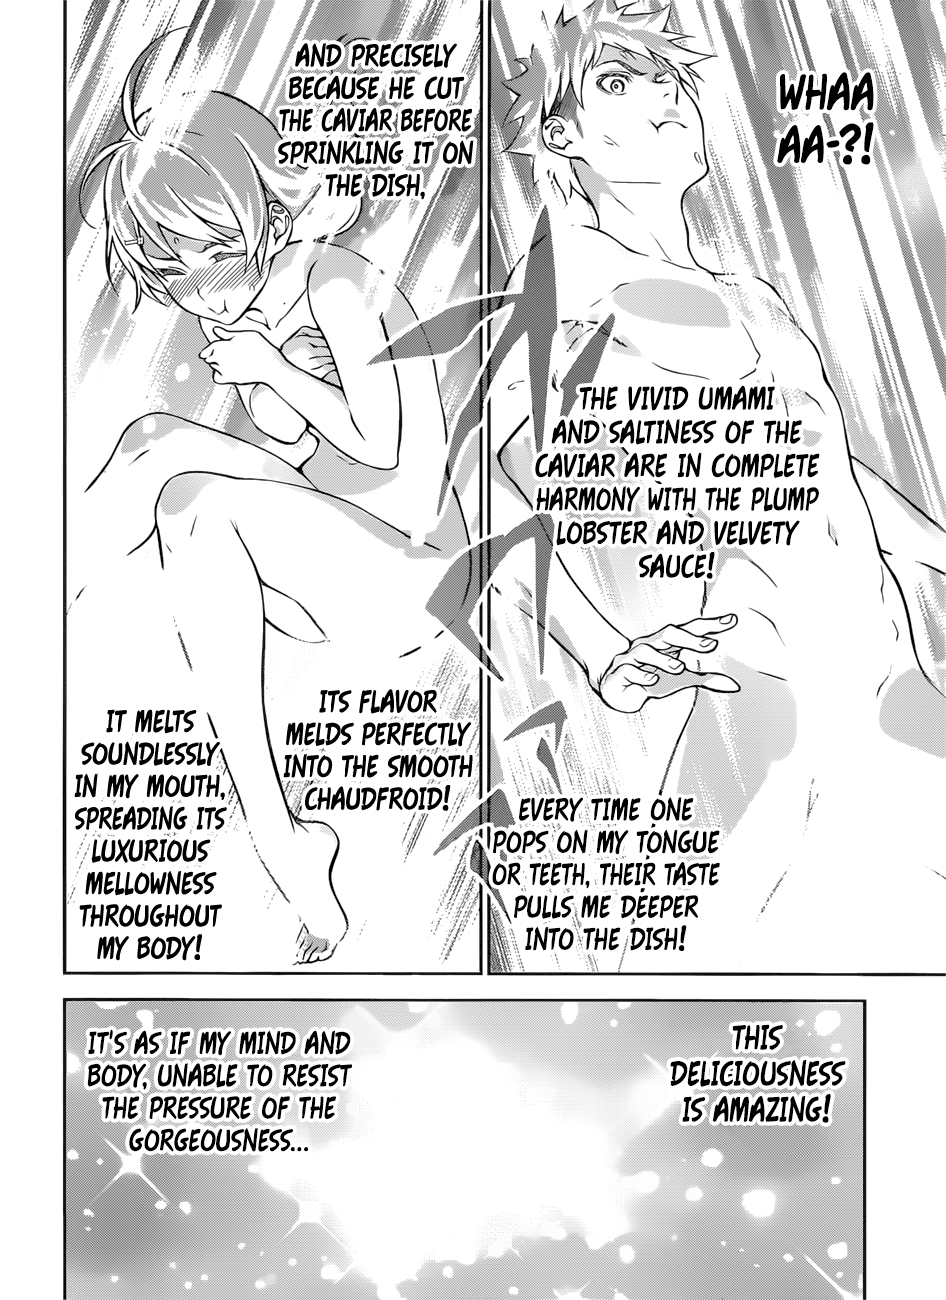 WHAA
AA-?!
THE VIVID UMAMI
AND SALTINESS OF THE
CAVIAR ARE IN COMPLETE
HARMONY WITH THE PLUMP
LOBSTER AND VELVETY
SAUCE!
EVERY TIME ONE
POPS ON MY TONGUE
OR TEETH, THEIR TASTE
PULLS ME DEEPER
INTO THE DISH!
AND PRECISELY
BECAUSE HE CUT
THE CAVIAR BEFORE
SPRINKLING IT ON
THE DISH,
ITS FLAVOR
MELDS PERFECTLY
INTO THE SMOOTH
CHAUDFROID!
IT MELTS
SOUNDLESSLY
IN MY MOUTH,
SPREADING ITS
LUXURIOUS
MELLOWNESS
THROUGHOUT
MY BODY!
THIS
DELICIOUSNESS
IS AMAZING!
IT'S AS IF MY MIND AND
BODY, UNABLE TO RESIST
THE PRESSURE OF THE
GORGEOUSNESS...